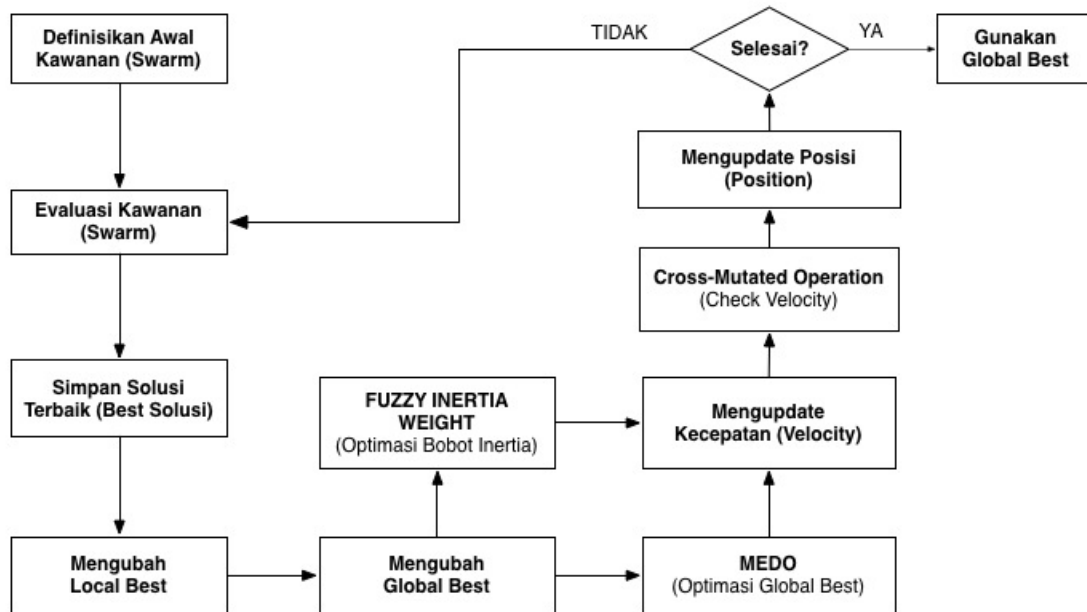 Definisikan Awal
Kawanan (Swarm)
Evaluasi Kawanan
(Swarm)
Simpan Solusi
Terbaik (Best Solusi)
Mengubah
Local Best
Mengubah
Global Best
FUZZY INERTIA
WEIGHT
(Optimasi Bobot Inertia)
MEDO
(Optimasi Global Best)
Mengupdate
Kecepatan (Velocity)
Cross-Mutated Operation
(Check Velocity)
Mengupdate Posisi
(Position)
Selesai?
TIDAK
YA
Gunakan
Global Best